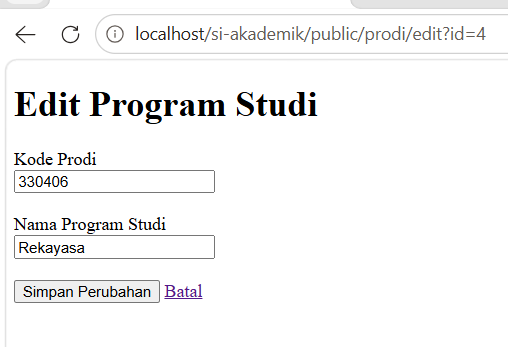 localhost/si-akademik/public/prodi/edit?id=4
Edit Program Studi
Kode Prodi
330406
Nama Program Studi
Rekayasa
Simpan Perubahan Batal